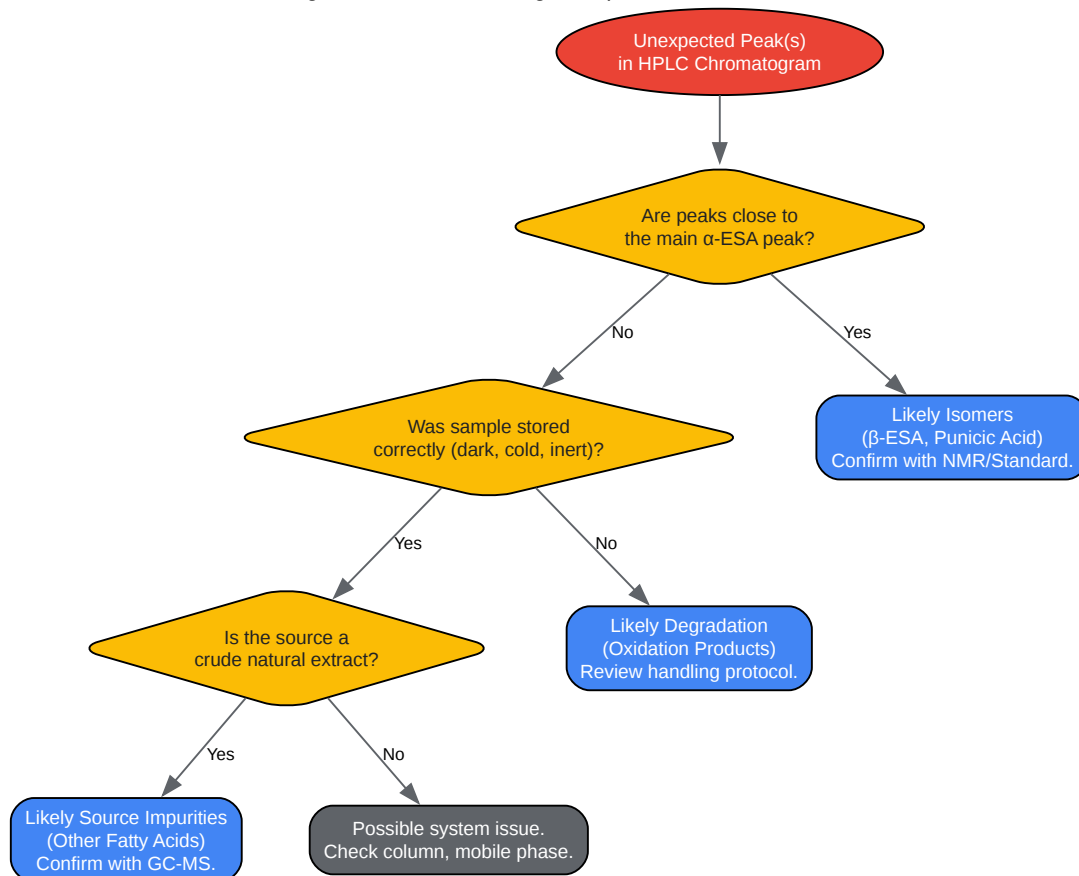 Unexpected Peak(s)
in HPLC Chromatogram
Are peaks close to
the main α-ESA peak?
No
Yes
Was sample stored
correctly (dark, cold, inert)?
Likely Isomers
(β-ESA, Punicic Acid)
Confirm with NMR/Standard.
Yes
No
Is the source a
crude natural extract?
Likely Degradation
(Oxidation Products)
Review handling protocol.
Yes
No
Likely Source Impurities
(Other Fatty Acids)
Confirm with GC-MS.
Possible system issue.
Check column, mobile phase.